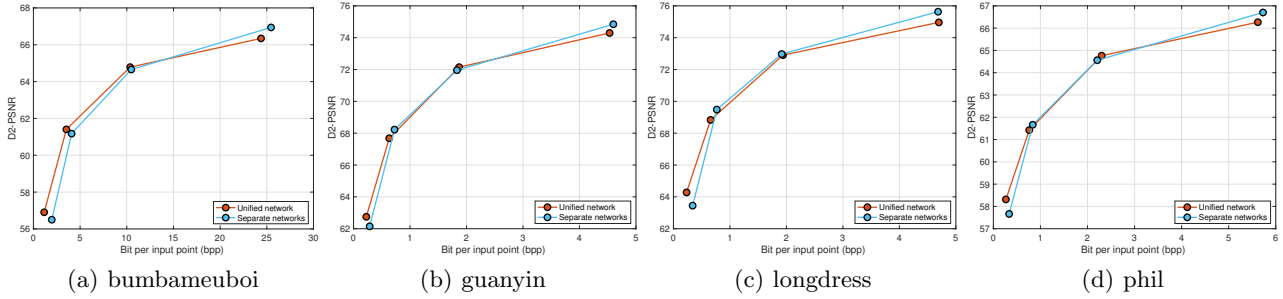 68
66
64
62
60
58
56
D2-PSNR
0 5 10 15 20 25 30
Bit per input point (bpp)
Unified network
Separate networks
(a) bumbameuboi
76
74
72
70
68
66
64
62
D2-PSNR
0 1 2 3 4 5
Bit per input point (bpp)
Unified network
Separate networks
(b) guanyin
76
74
72
70
68
66
64
62
D2-PSNR
0 1 2 3 4 5
Bit per input point (bpp)
Unified network
Separate networks
(c) longdress
67
66
65
64
63
62
61
60
59
58
57
D2-PSNR
0 1 2 3 4 5 6
Bit per input point (bpp)
Unified network
Separate networks
(d) phil